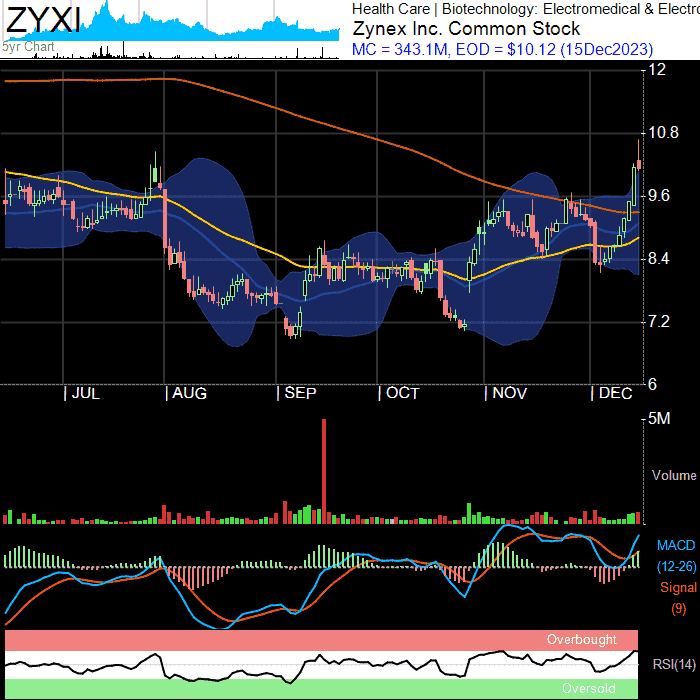 ZYXI
5yr Chart
Health Care | Biotechnology: Electromedical & Electro
Zynex Inc. Common Stock
MC = 343.1M, EOD = $10.12 (15Dec2023)
12
10.8
9.6
8.4
7.2
6
| JUL | AUG | SEP | OCT | NOV | DEC
5M
Volume
MACD
(12-26)
Signal
(9)
Overbought
RSI(14)
Oversold